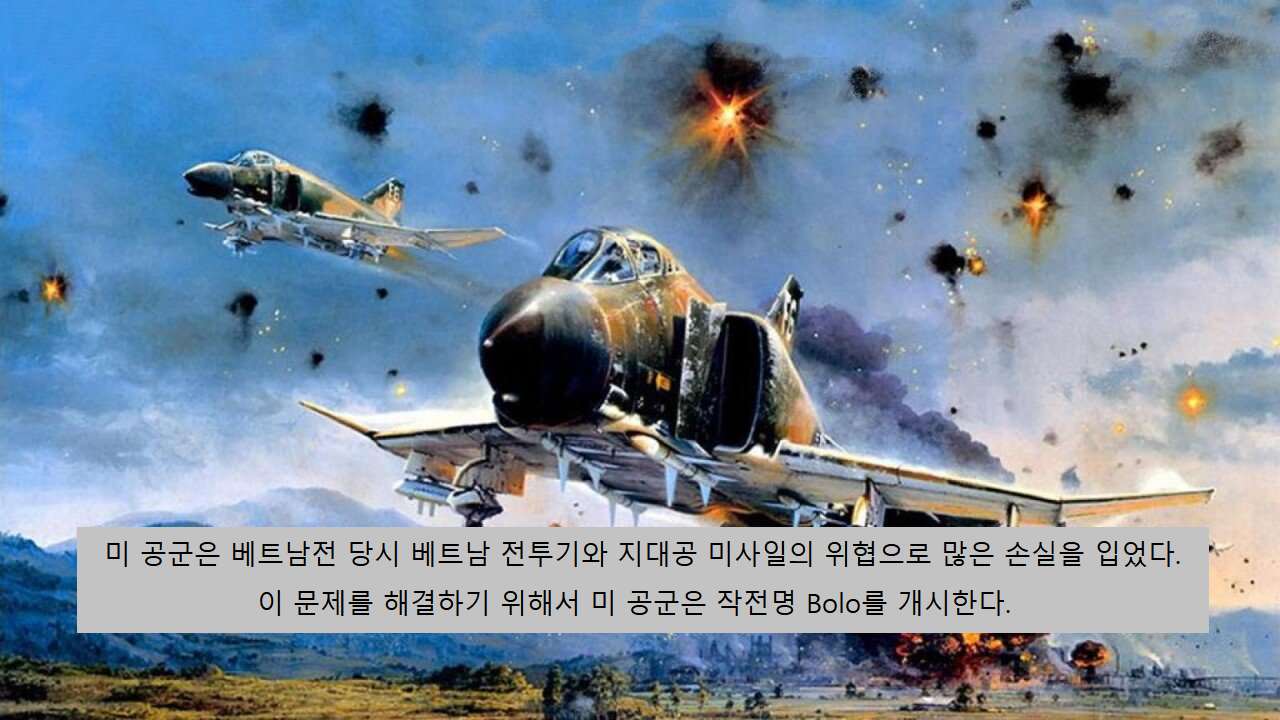 미 공군은 베트남전 당시 베트남 전투기와 지대공 미사일의 위협으로 많은 손실을 입었다.
이 문제를 해결하기 위해서 미 공군은 작전명 Bolo를 개시한다.